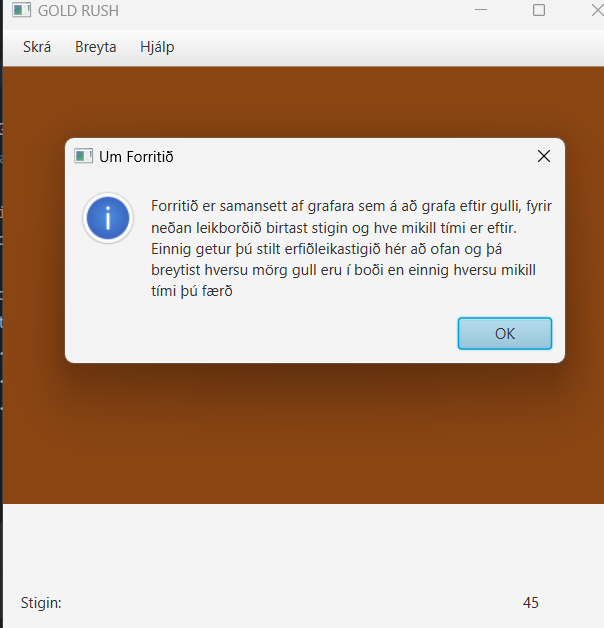 GOLD RUSH
Skrá Breyta Hjálp
Um Forritið
Forritið er samansett af grafara sem á að grafa eftir gulli, fyrir
neðan leikborðið birtast stigin og hve mikill tími er eftir.
Einnig getur þú stilt erfiðleikastigið hér að ofan og þá
breytist hversu mörg gull eru í boði en einnig hversu mikill
tími þú færð
OK
Stigin: 45